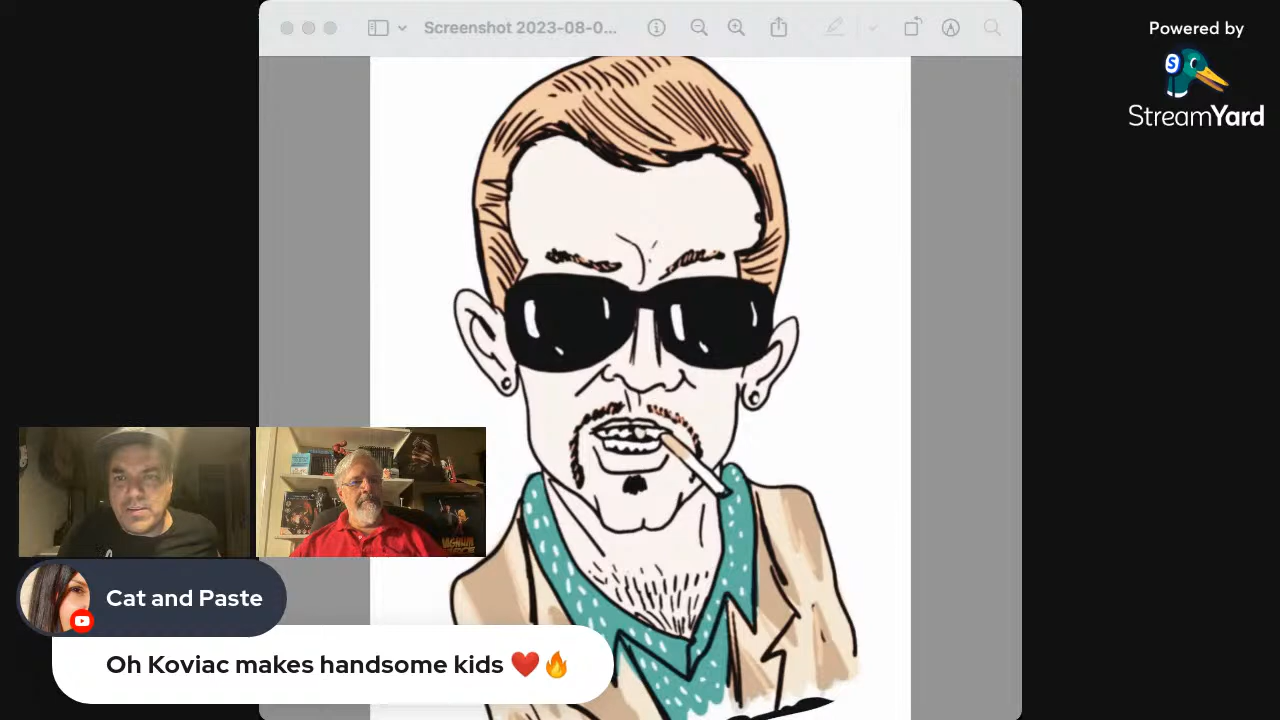 Screenshot 2023-08-0...
Powered by
StreamYard
Cat and Paste
Oh Koviac makes handsome kids ❤️🔥